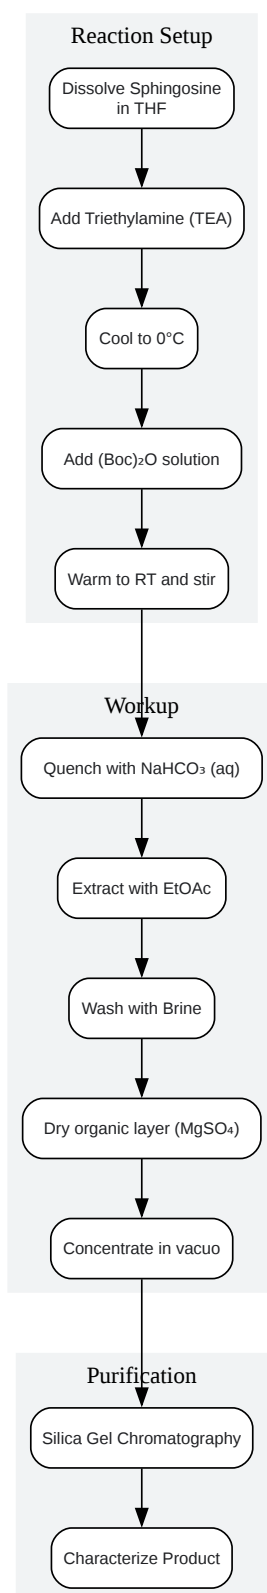 Reaction Setup
Dissolve Sphingosine
in THF
Add Triethylamine (TEA)
Cool to 0°C
Add (Boc)₂O solution
Warm to RT and stir
Workup
Quench with NaHCO₃ (aq)
Extract with EtOAc
Wash with Brine
Dry organic layer (MgSO₄)
Concentrate in vacuo
Purification
Silica Gel Chromatography
Characterize Product